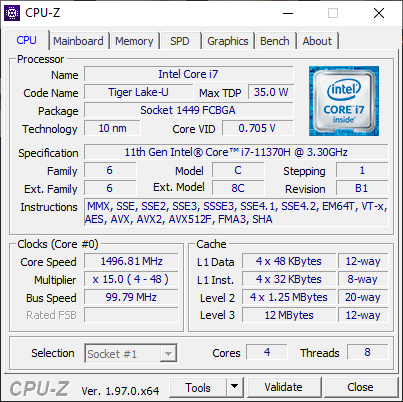 CPU-Z
CPU Mainboard Memory SPD Graphics Bench About
Processor
Name Intel Core i7
Code Name Tiger Lake-U Max TDP 35.0 W
Package Socket 1449 FCBGA
Technology 10 nm Core VID 0.705 V
intel
CORE i7
inside™
Specification 11th Gen Intel® Core™ i7-11370H @ 3.30GHz
Family 6 Model C Stepping 1
Ext. Family 6 Ext. Model 8C Revision B1
Instructions MMX, SSE, SSE2, SSE3, SSSE3, SSE4.1, SSE4.2, EM64T, VT-x,
AES, AVX, AVX2, AVX512F, FMA3, SHA
Clocks (Core #0)
Core Speed 1496.81 MHz
Multiplier x 15.0 ( 4 - 48 )
Bus Speed 99.79 MHz
Rated FSB
Cache
L1 Data 4 x 48 KBytes 12-way
L1 Inst. 4 x 32 KBytes 8-way
Level 2 4 x 1.25 MBytes 20-way
Level 3 12 MBytes 12-way
Selection Socket #1 Cores 4 Threads 8
CPU-Z Ver. 1.97.0.x64 Tools Validate Close